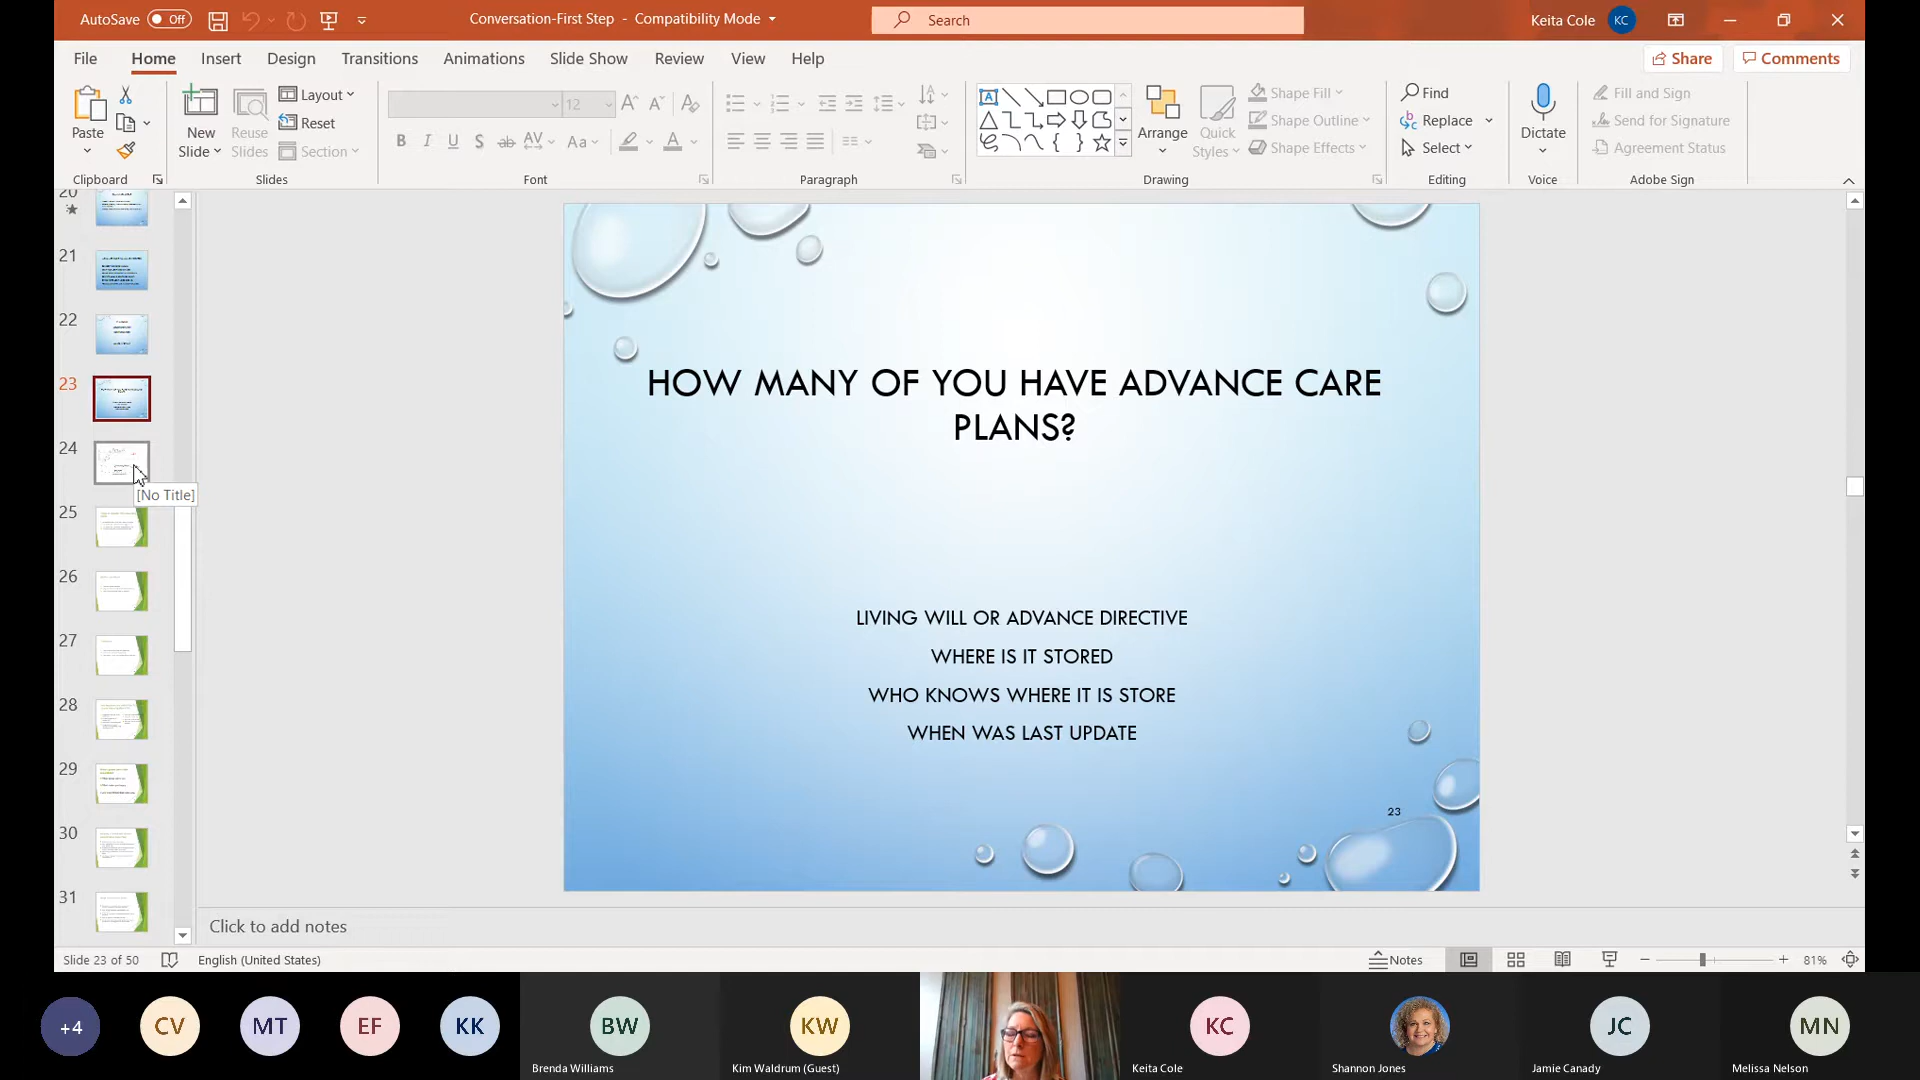 AutoSave Off
Conversation-First Step - Compatibility Mode
Search
Keita Cole KC
File Home Insert Design Transitions Animations Slide Show Review View Help
Share Comments
Paste
Clipboard
New Slide
Reuse Slides
Layout
Reset
Section
Slides
12
Font
Paragraph
Arrange
Quick Styles
Shape Fill
Shape Outline
Shape Effects
Drawing
Find
Replace
Select
Editing
Dictate
Voice
Fill and Sign
Send for Signature
Agreement Status
Adobe Sign
20
21
22
23
24
[No Title]
25
26
27
28
29
30
31
HOW MANY OF YOU HAVE ADVANCE CARE
PLANS?
LIVING WILL OR ADVANCE DIRECTIVE
WHERE IS IT STORED
WHO KNOWS WHERE IT IS STORE
WHEN WAS LAST UPDATE
23
Click to add notes
Slide 23 of 50 English (United States) Notes 81%
+4 CV MT EF KK BW KW KC JC MN
Brenda Williams Kim Waldrum (Guest) Keita Cole Shannon Jones Jamie Canady Melissa Nelson